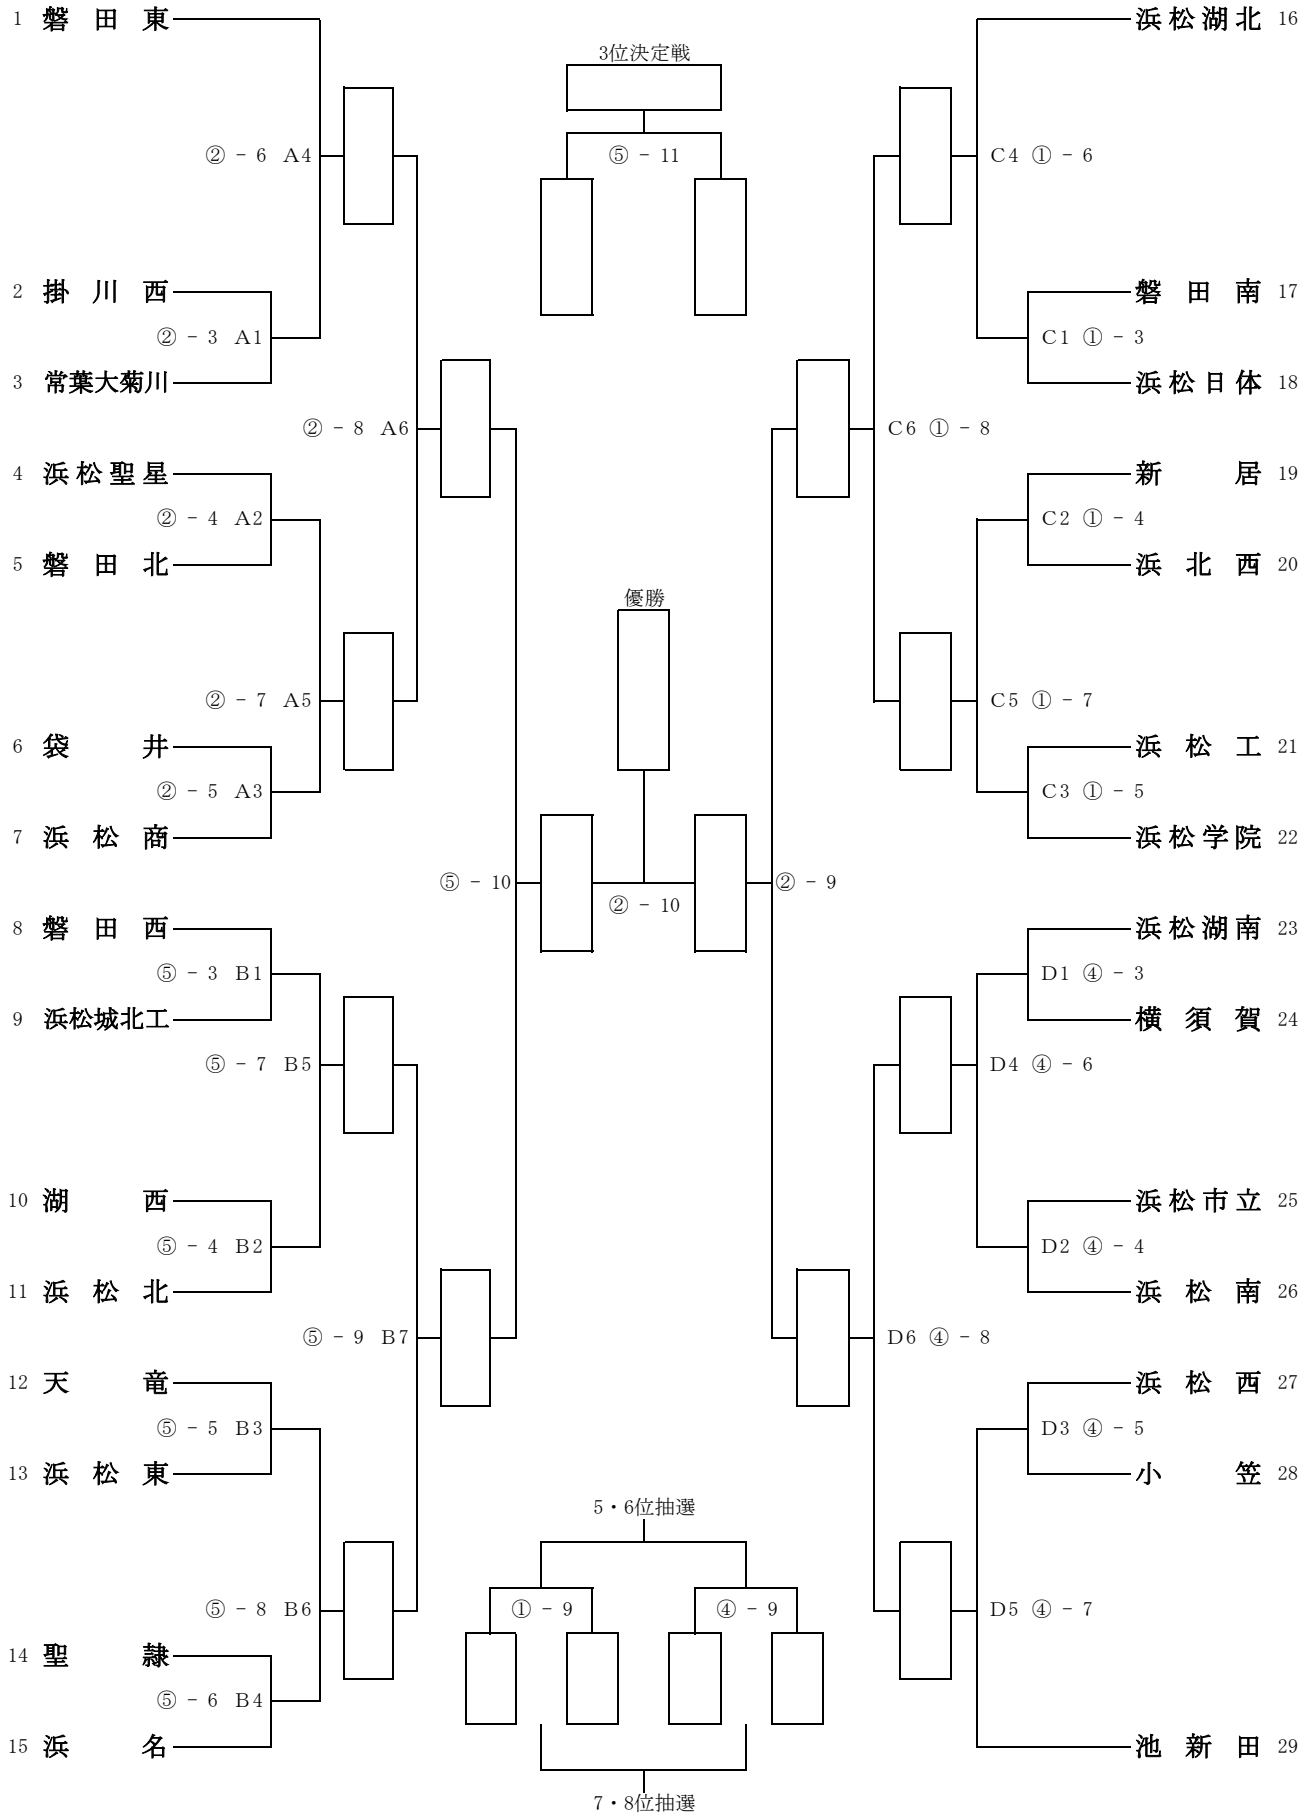 1 磐田東
浜松湖北 16
3位決定戦
② - 6 A4
⑤ - 11
C4 ① - 6
2 掛川西
磐田南 17
② - 3 A1
C1 ① - 3
3 常葉大菊川
浜松日体 18
② - 8 A6
C6 ① - 8
4 浜松聖星
新居 19
② - 4 A2
C2 ① - 4
5 磐田北
浜北西 20
優勝
② - 7 A5
C5 ① - 7
6 袋井
浜松工 21
② - 5 A3
C3 ① - 5
7 浜松商
浜松学院 22
⑤ - 10
② - 10
② - 9
8 磐田西
浜松湖南 23
⑤ - 3 B1
D1 ④ - 3
9 浜松城北工
横須賀 24
⑤ - 7 B5
D4 ④ - 6
10 湖西
浜松市立 25
⑤ - 4 B2
D2 ④ - 4
11 浜松北
浜松南 26
⑤ - 9 B7
D6 ④ - 8
12 天竜
浜松西 27
⑤ - 5 B3
D3 ④ - 5
13 浜松東
小笠 28
5・6位抽選
⑤ - 8 B6
① - 9
④ - 9
D5 ④ - 7
14 聖隷
⑤ - 6 B4
15 浜名
池新田 29
7・8位抽選